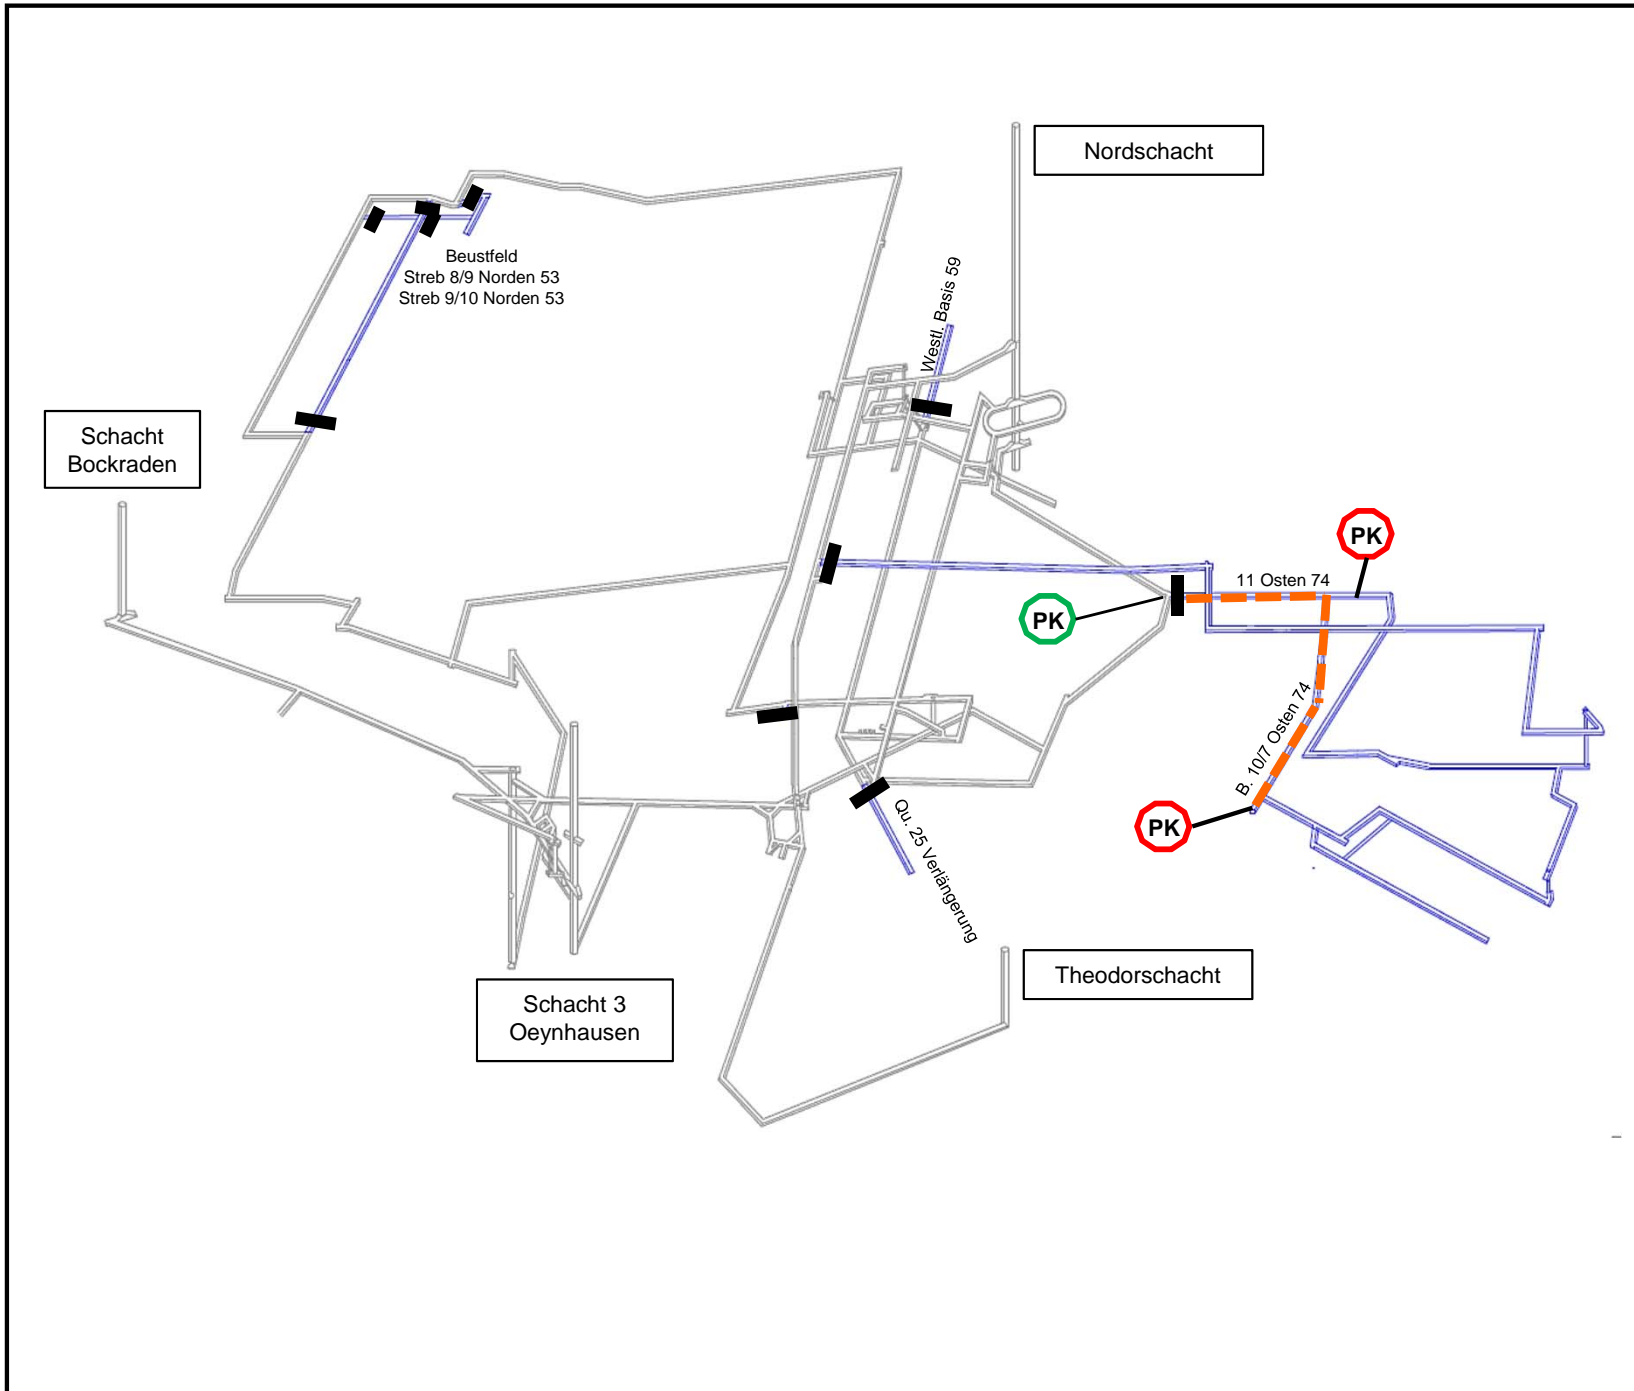 Nordschacht
Beustfeld
Streb 8/9 Norden 53
Streb 9/10 Norden 53
Westl. Basis 59
Schacht
Bockraden
PK
11 Osten 74
PK
B. 10/7 Osten 74
PK
Qu. 25 Verlängerung
Theodorschacht
Schacht 3
Oeynhausen